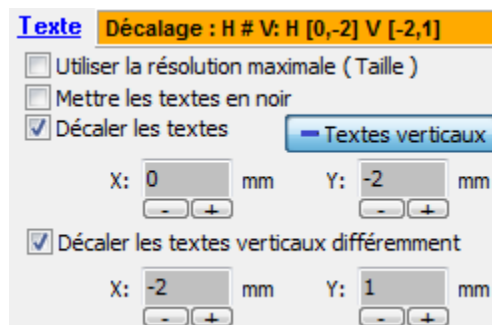 Texte Décalage : H # V: H [0,-2] V [-2,1]
Utiliser la résolution maximale ( Taille )
Mettre les textes en noir
Décaler les textes Textes verticaux
X: 0 mm Y: -2 mm
- + - +
Décaler les textes verticaux différemment
X: -2 mm Y: 1 mm
- + - +